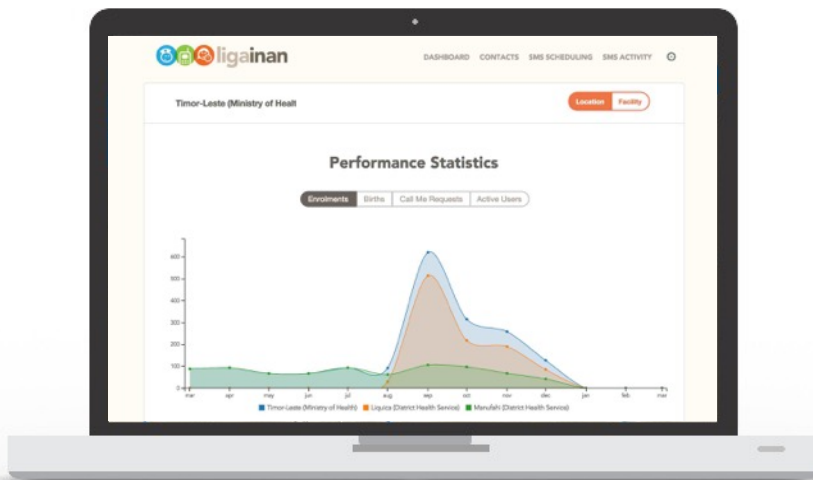 ligainan
DASHBOARD CONTACTS SMS SCHEDULING SMS ACTIVITY
Timor-Leste (Ministry of Healt
Location Facility
Performance Statistics
Enrolments Births Call Me Requests Active Users
600
500
400
300
200
100
0
mar apr may jun jul aug sep oct nov dec jan feb mar
Timor-Leste (Ministry of Health) Liquica (District Health Service) Manufahi (District Health Service)